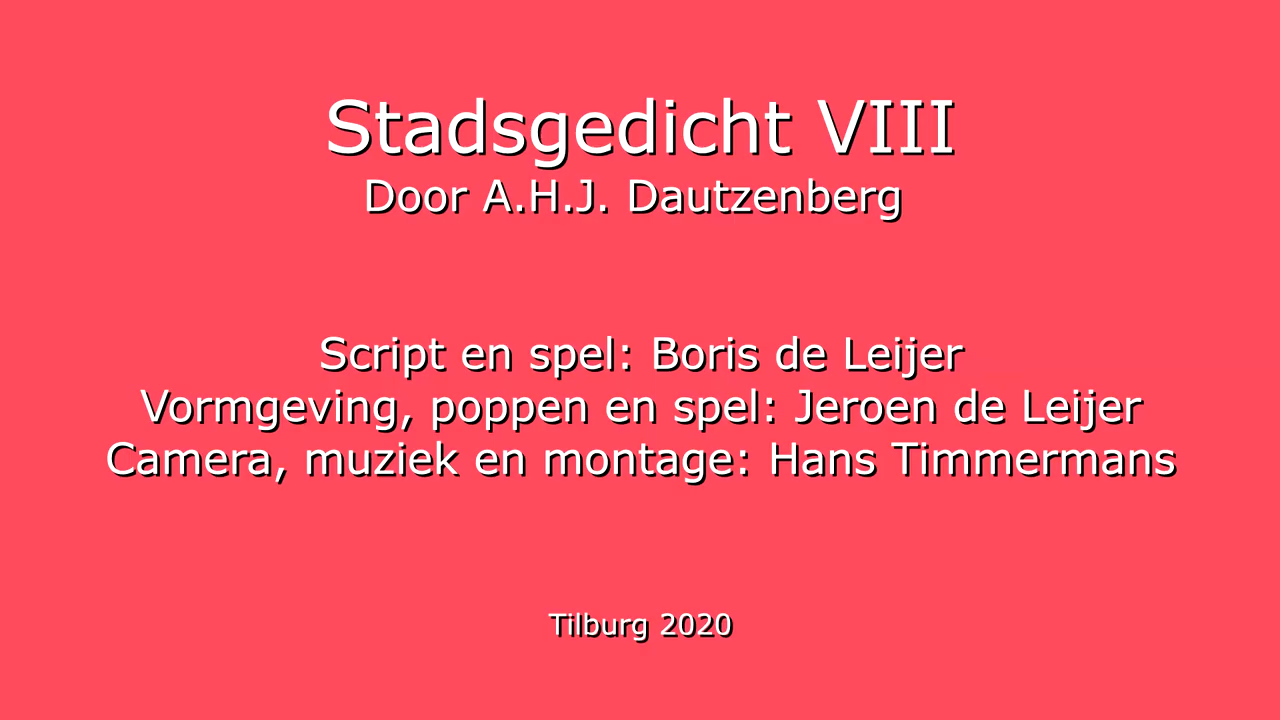 Stadsgedicht VIII
Door A.H.J. Dautzenberg
Script en spel: Boris de Leijer
Vormgeving, poppen en spel: Jeroen de Leijer
Camera, muziek en montage: Hans Timmermans
Tilburg 2020